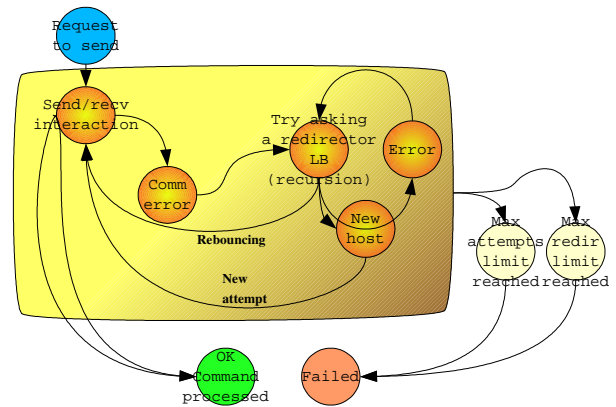 Request
to send
Send/recv
interaction
Try asking
a redirector
LB
(recursion)
Error
Comm
error
New
host
Rebouncing
New
attempt
Max
attempts
limit
reached
Max
redir
limit
reached
OK
Command
processed
Failed